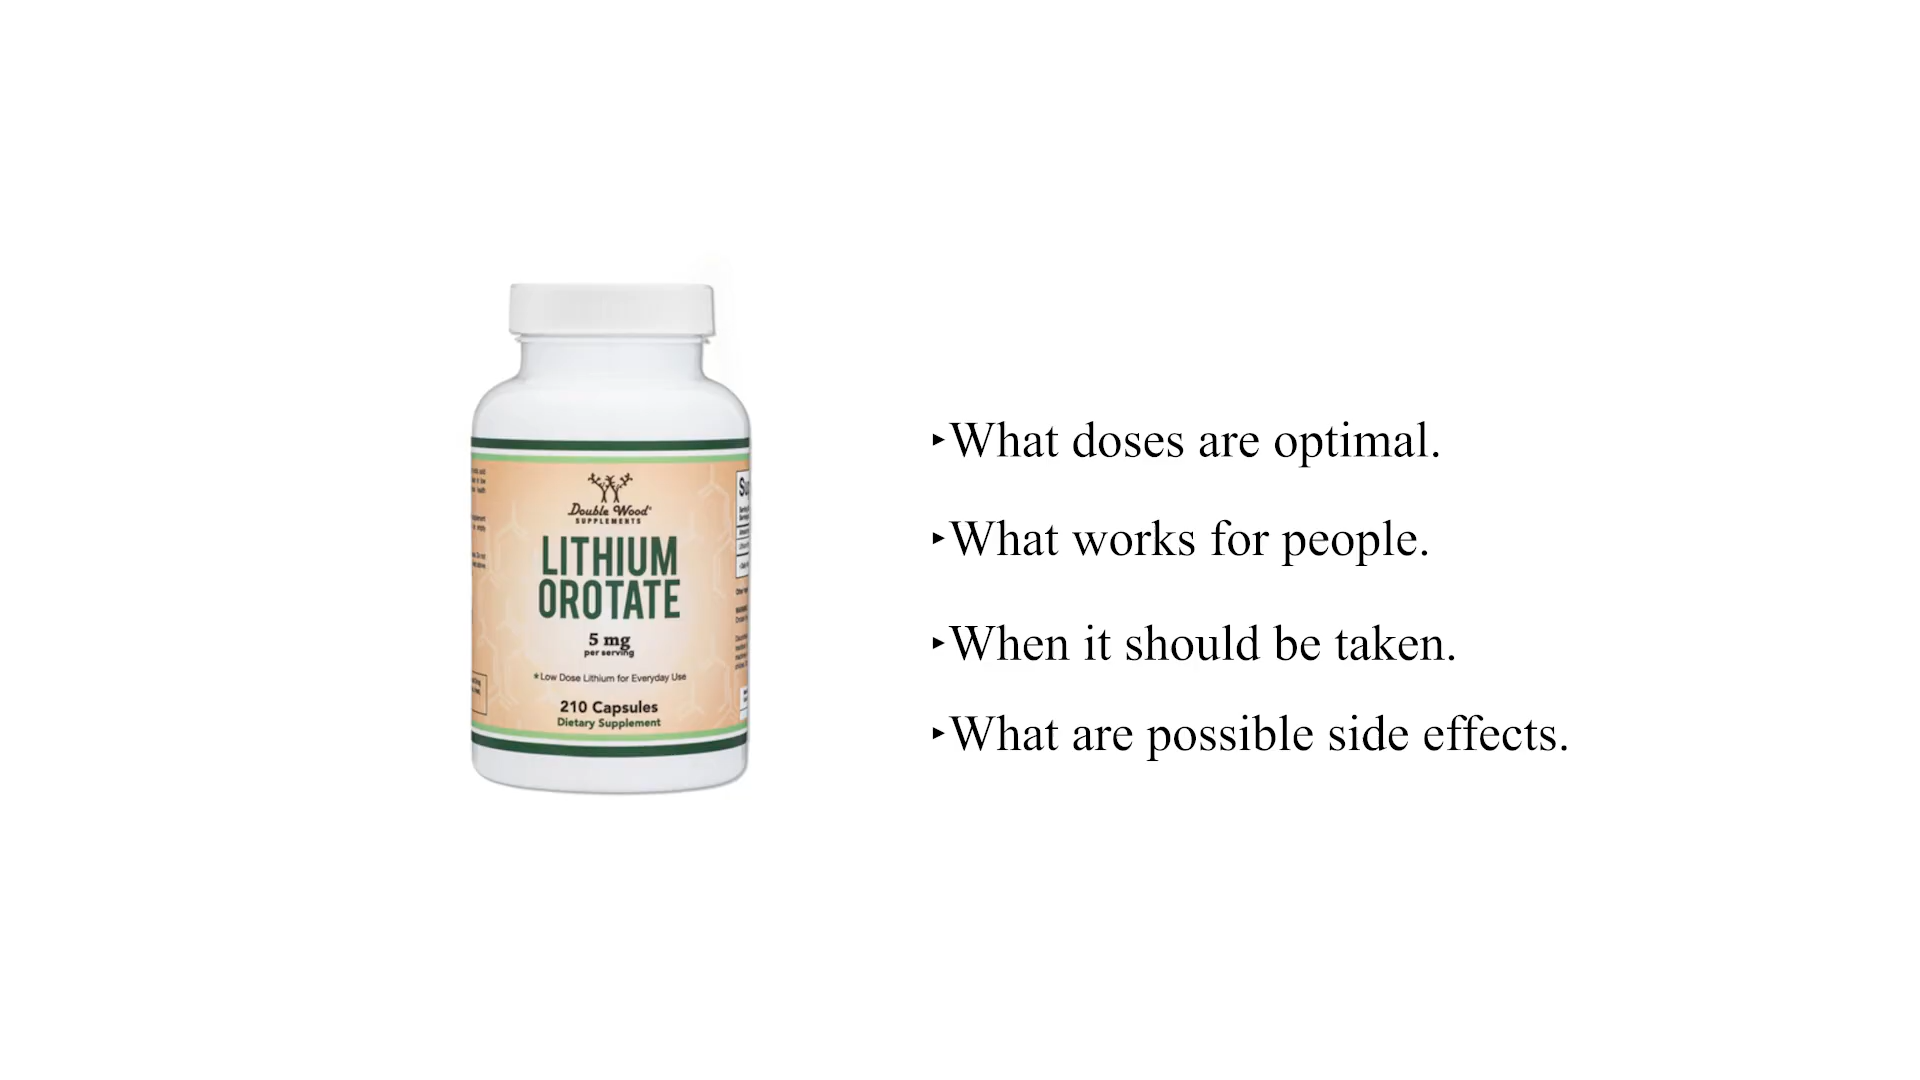 Double Wood
SUPPLEMENTS
LITHIUM
OROTATE
5 mg
per serving
*Low Dose Lithium for Everyday Use
210 Capsules
Dietary Supplement
‣What doses are optimal.
‣What works for people.
‣When it should be taken.
‣What are possible side effects.